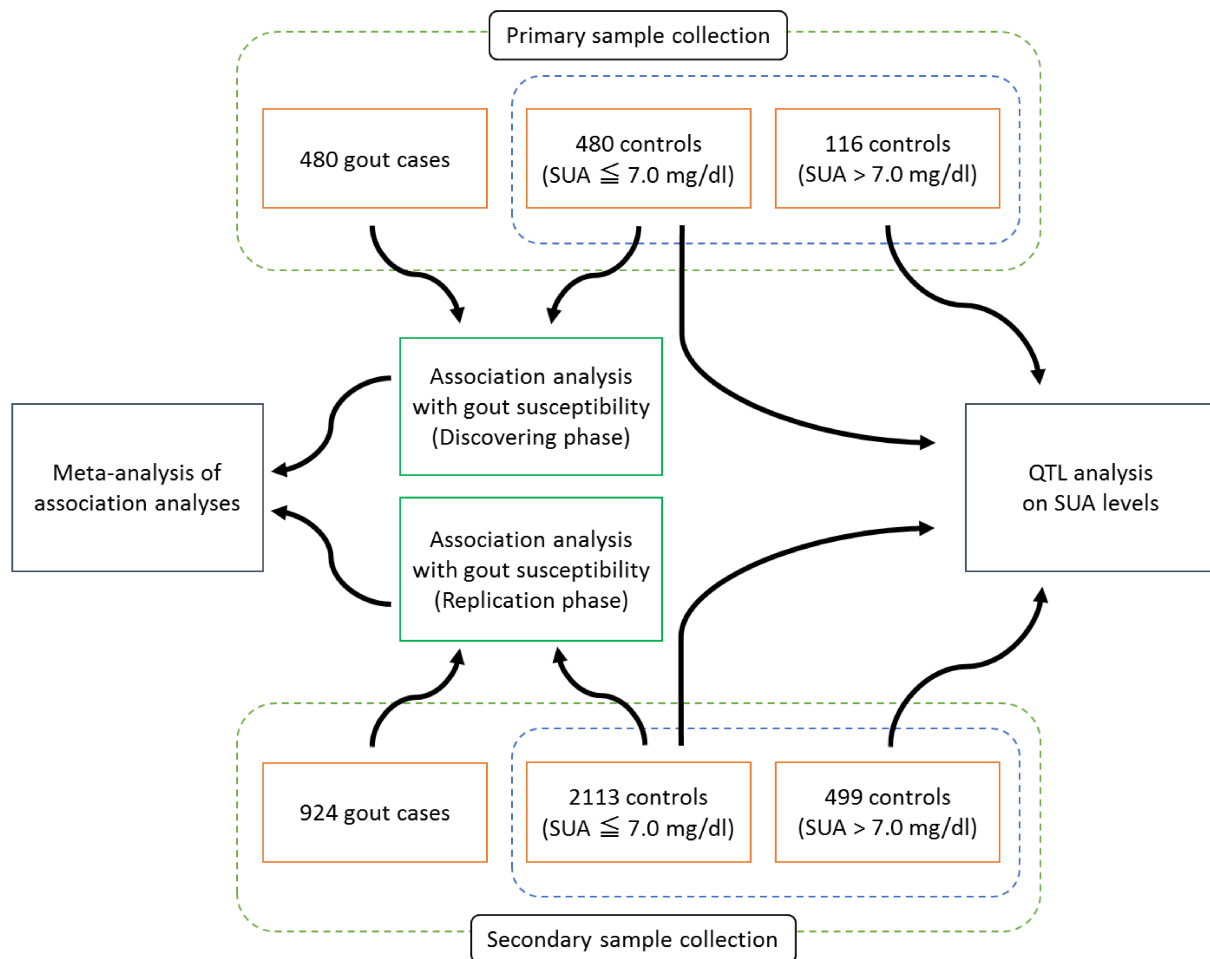 Primary sample collection
480 gout cases
480 controls
(SUA ≦ 7.0 mg/dl)
116 controls
(SUA > 7.0 mg/dl)
Association analysis
with gout susceptibility
(Discovering phase)
Meta-analysis of
association analyses
QTL analysis
on SUA levels
Association analysis
with gout susceptibility
(Replication phase)
924 gout cases
2113 controls
(SUA ≦ 7.0 mg/dl)
499 controls
(SUA > 7.0 mg/dl)
Secondary sample collection